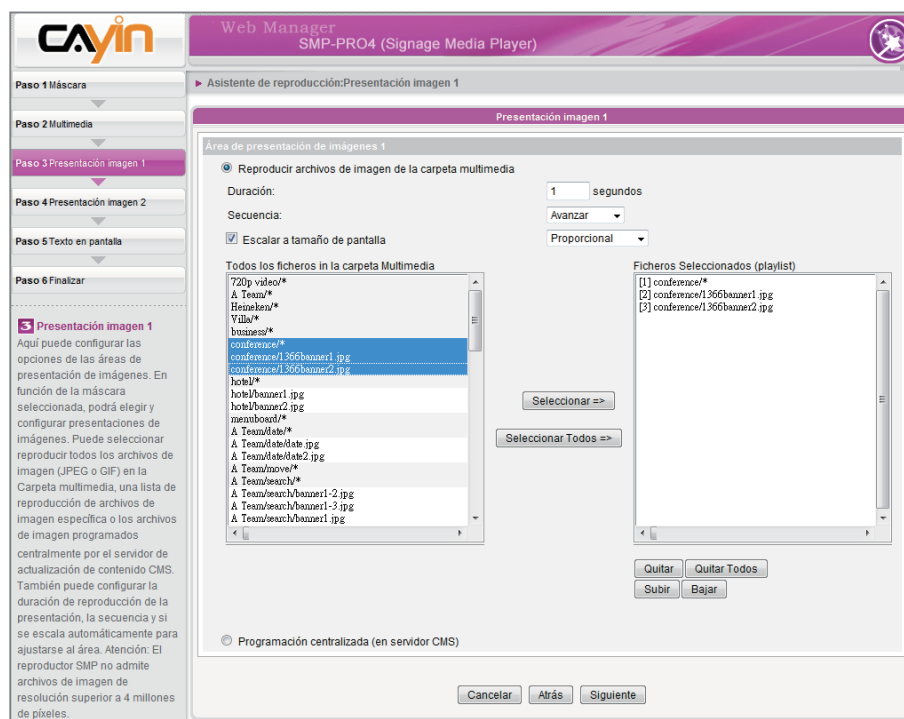 CAYIN
Web Manager
SMP-PRO4 (Signage Media Player)
Paso 1 Máscara
Paso 2 Multimedia
Paso 3 Presentación imagen 1
Paso 4 Presentación imagen 2
Paso 5 Texto en pantalla
Paso 6 Finalizar
3 Presentación imagen 1
Aquí puede configurar las
opciones de las áreas de
presentación de imágenes. En
función de la máscara
seleccionada, podrá elegir y
configurar presentaciones de
imágenes. Puede seleccionar
reproducir todos los archivos de
imagen (JPEG o GIF) en la
Carpeta multimedia, una lista de
reproducción de archivos de
imagen específica o los archivos
de imagen programados
centralmente por el servidor de
actualización de contenido CMS.
También puede configurar la
duración de reproducción de la
presentación, la secuencia y si
se escala automáticamente para
ajustarse al área. Atención: El
reproductor SMP no admite
archivos de imagen de
resolución superior a 4 millones
de píxeles.
Asistente de reproducción:Presentación imagen 1
Presentación imagen 1
Área de presentación de imágenes 1
Reproducir archivos de imagen de la carpeta multimedia
Duración: 1 segundos
Secuencia: Avanzar
Escalar a tamaño de pantalla Proporcional
Todos los ficheros in la carpeta Multimedia
720p video/*
A Team/*
Heineken/*
Villa/*
business/*
conference/*
conference/1366banner1.jpg
conference/1366banner2.jpg
hotel/*
hotel/banner1.jpg
hotel/banner2.jpg
menuboard/*
A Team/date/*
A Team/date/date.jpg
A Team/date/date2.jpg
A Team/move/*
A Team/search/*
A Team/search/banner1-2.jpg
A Team/search/banner1-3.jpg
A Team/search/banner1.jpg
Seleccionar =>
Seleccionar Todos =>
Ficheros Seleccionados (playlist)
[1] conference/*
[2] conference/1366banner1.jpg
[3] conference/1366banner2.jpg
Quitar Quitar Todos
Subir Bajar
Programación centralizada (en servidor CMS)
Cancelar Atrás Siguiente